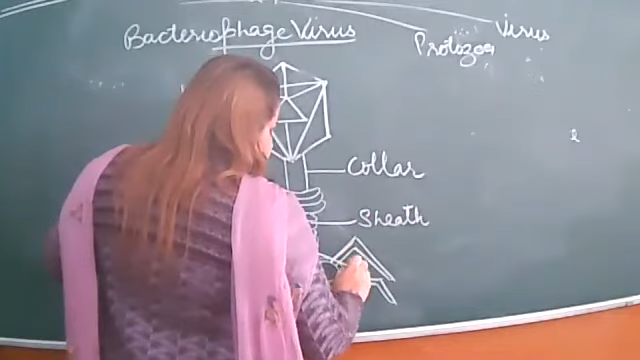 Virus
Protozoa
Bacteriophage Virus
Collar
Sheath